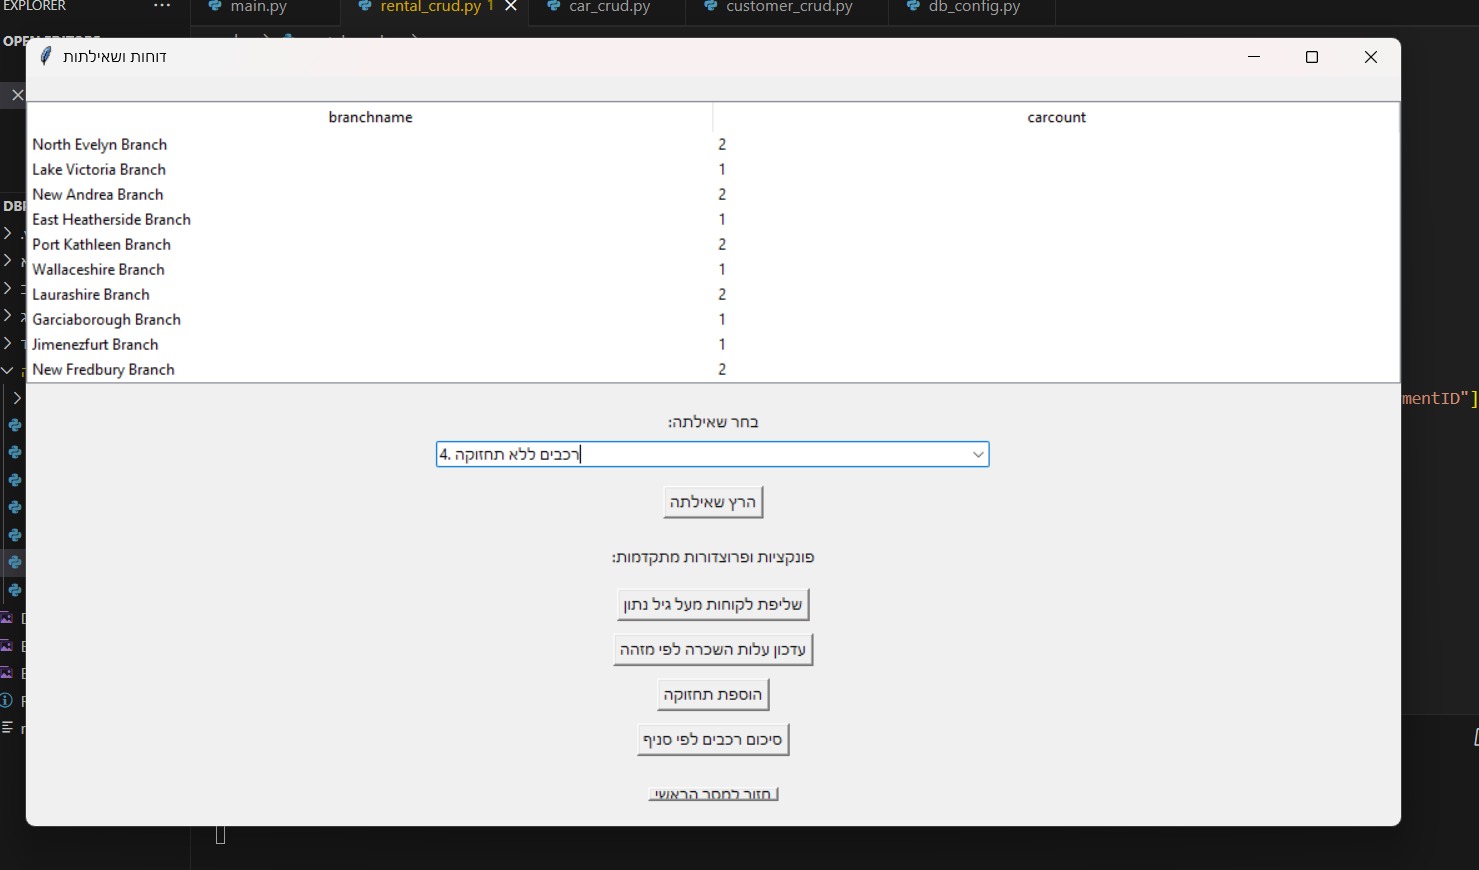 EXPLORER
···
main.py
rental_crud.py 1
car_crud.py
customer_crud.py
db_config.py
דוחות ושאילתות
branchname carcount
North Evelyn Branch 2
Lake Victoria Branch 1
New Andrea Branch 2
East Heatherside Branch 1
Port Kathleen Branch 2
Wallaceshire Branch 1
Laurashire Branch 2
Garciaborough Branch 1
Jimenezfurt Branch 1
New Fredbury Branch 2
mentID"]
בחר שאילתה:
4. רכבים ללא תחזוקה
הרץ שאילתה
פונקציות ופרוצדורות מתקדמות:
שליפת לקוחות מעל גיל נתון
עדכון עלות השכרה לפי מזהה
הוספת תחזוקה
סיכום רכבים לפי סניף
חזור למסך הראשי